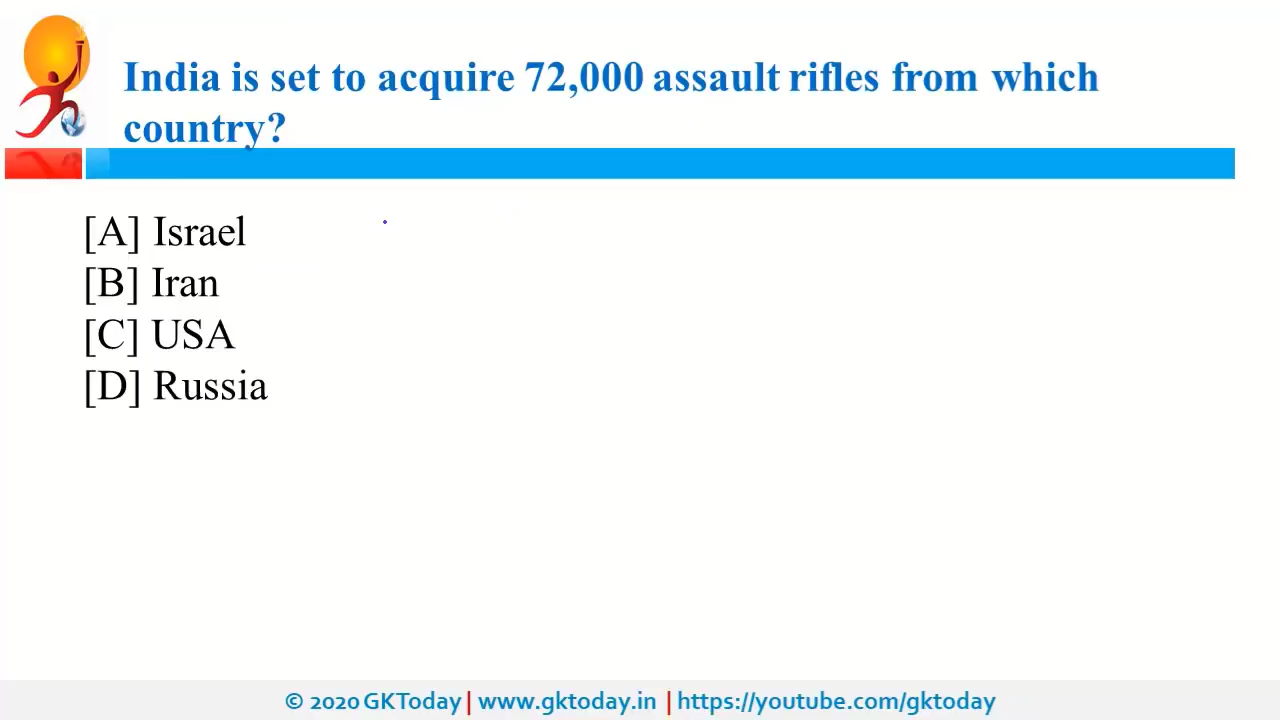 India is set to acquire 72,000 assault rifles from which
country?
[A] Israel
[B] Iran
[C] USA
[D] Russia
© 2020 GKToday | www.gktoday.in | https://youtube.com/gktoday